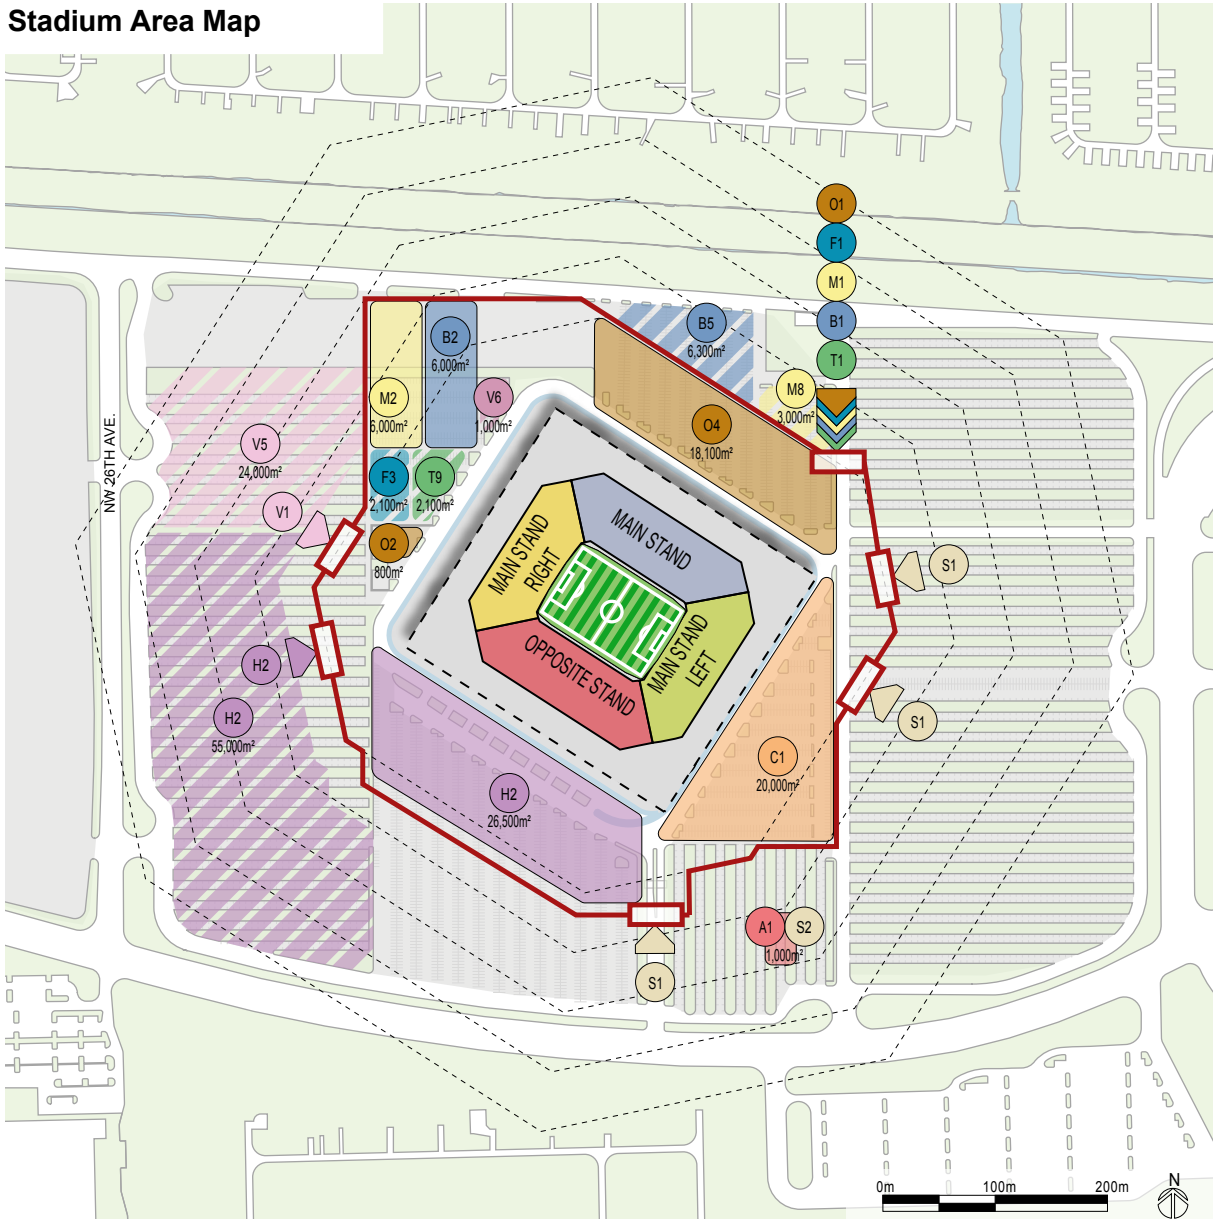 Stadium Area Map
O1
F1
M1
B1
T1
B5
6,300m²
B2
6,000m²
M8
3,000m²
M2
6,000m²
V6
1,000m²
O4
18,100m²
NW 26TH AVE.
V5
24,000m²
F3
2,100m²
T9
2,100m²
V1
O2
800m²
MAIN STAND
RIGHT
MAIN STAND
S1
H2
OPPOSITE STAND
MAIN STAND
LEFT
H2
55,000m²
S1
C1
20,000m²
H2
26,500m²
A1
S2
1,000m²
S1
0m
100m
200m
N